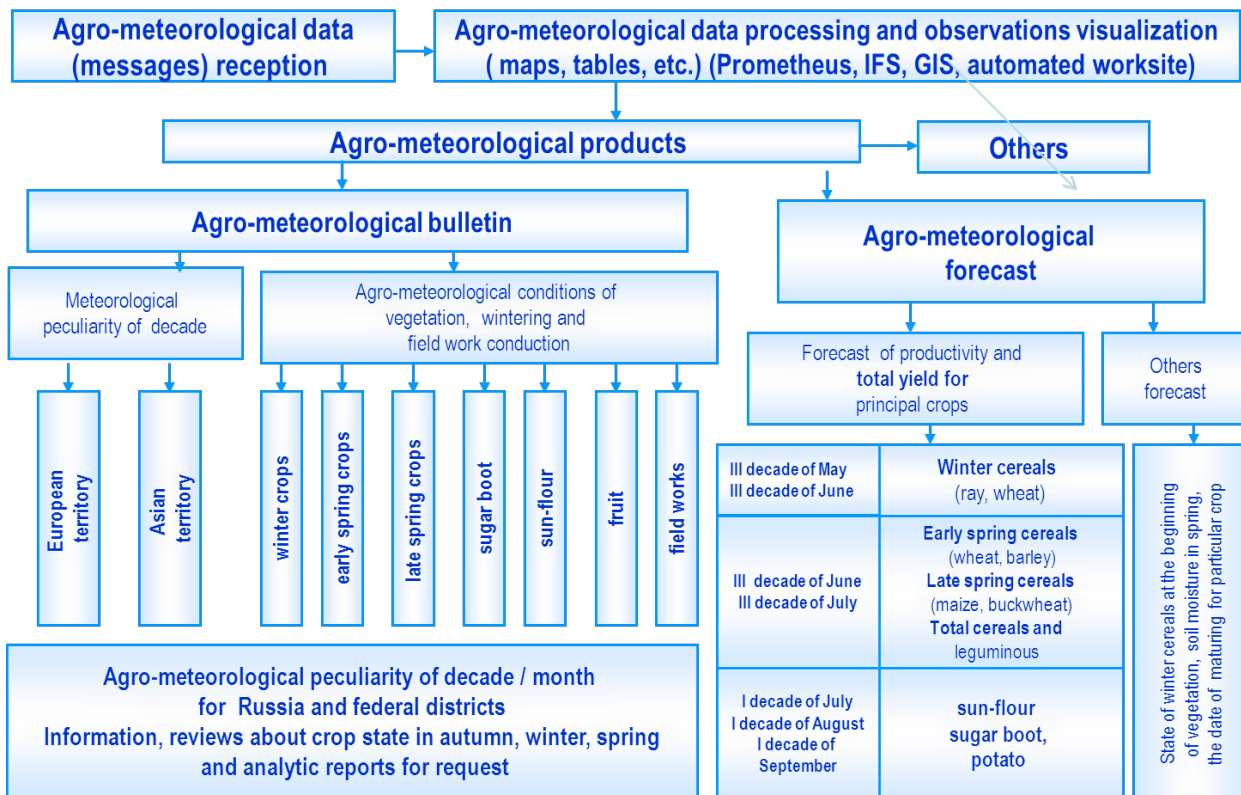 Agro-meteorological data
(messages) reception
Agro-meteorological data processing and observations visualization
( maps, tables, etc.) (Prometheus, IFS, GIS, automated worksite)
Agro-meteorological products
Others
Agro-meteorological bulletin
Agro-meteorological
forecast
Meteorological
peculiarity of decade
Agro-meteorological conditions of
vegetation, wintering and
field work conduction
Forecast of productivity and
total yield for
principal crops
Others
forecast
European
territory
Asian
territory
winter crops
early spring crops
late spring crops
sugar boot
sun-flour
fruit
field works
III decade of May
III decade of June
Winter cereals
(ray, wheat)
III decade of June
III decade of July
Early spring cereals
(wheat, barley)
Late spring cereals
(maize, buckwheat)
Total cereals and
leguminous
I decade of July
I decade of August
I decade of
September
sun-flour
sugar boot,
potato
State of winter cereals at the beginning
of vegetation, soil moisture in spring,
the date of maturing for particular crop
Agro-meteorological peculiarity of decade / month
for Russia and federal districts
Information, reviews about crop state in autumn, winter, spring
and analytic reports for request